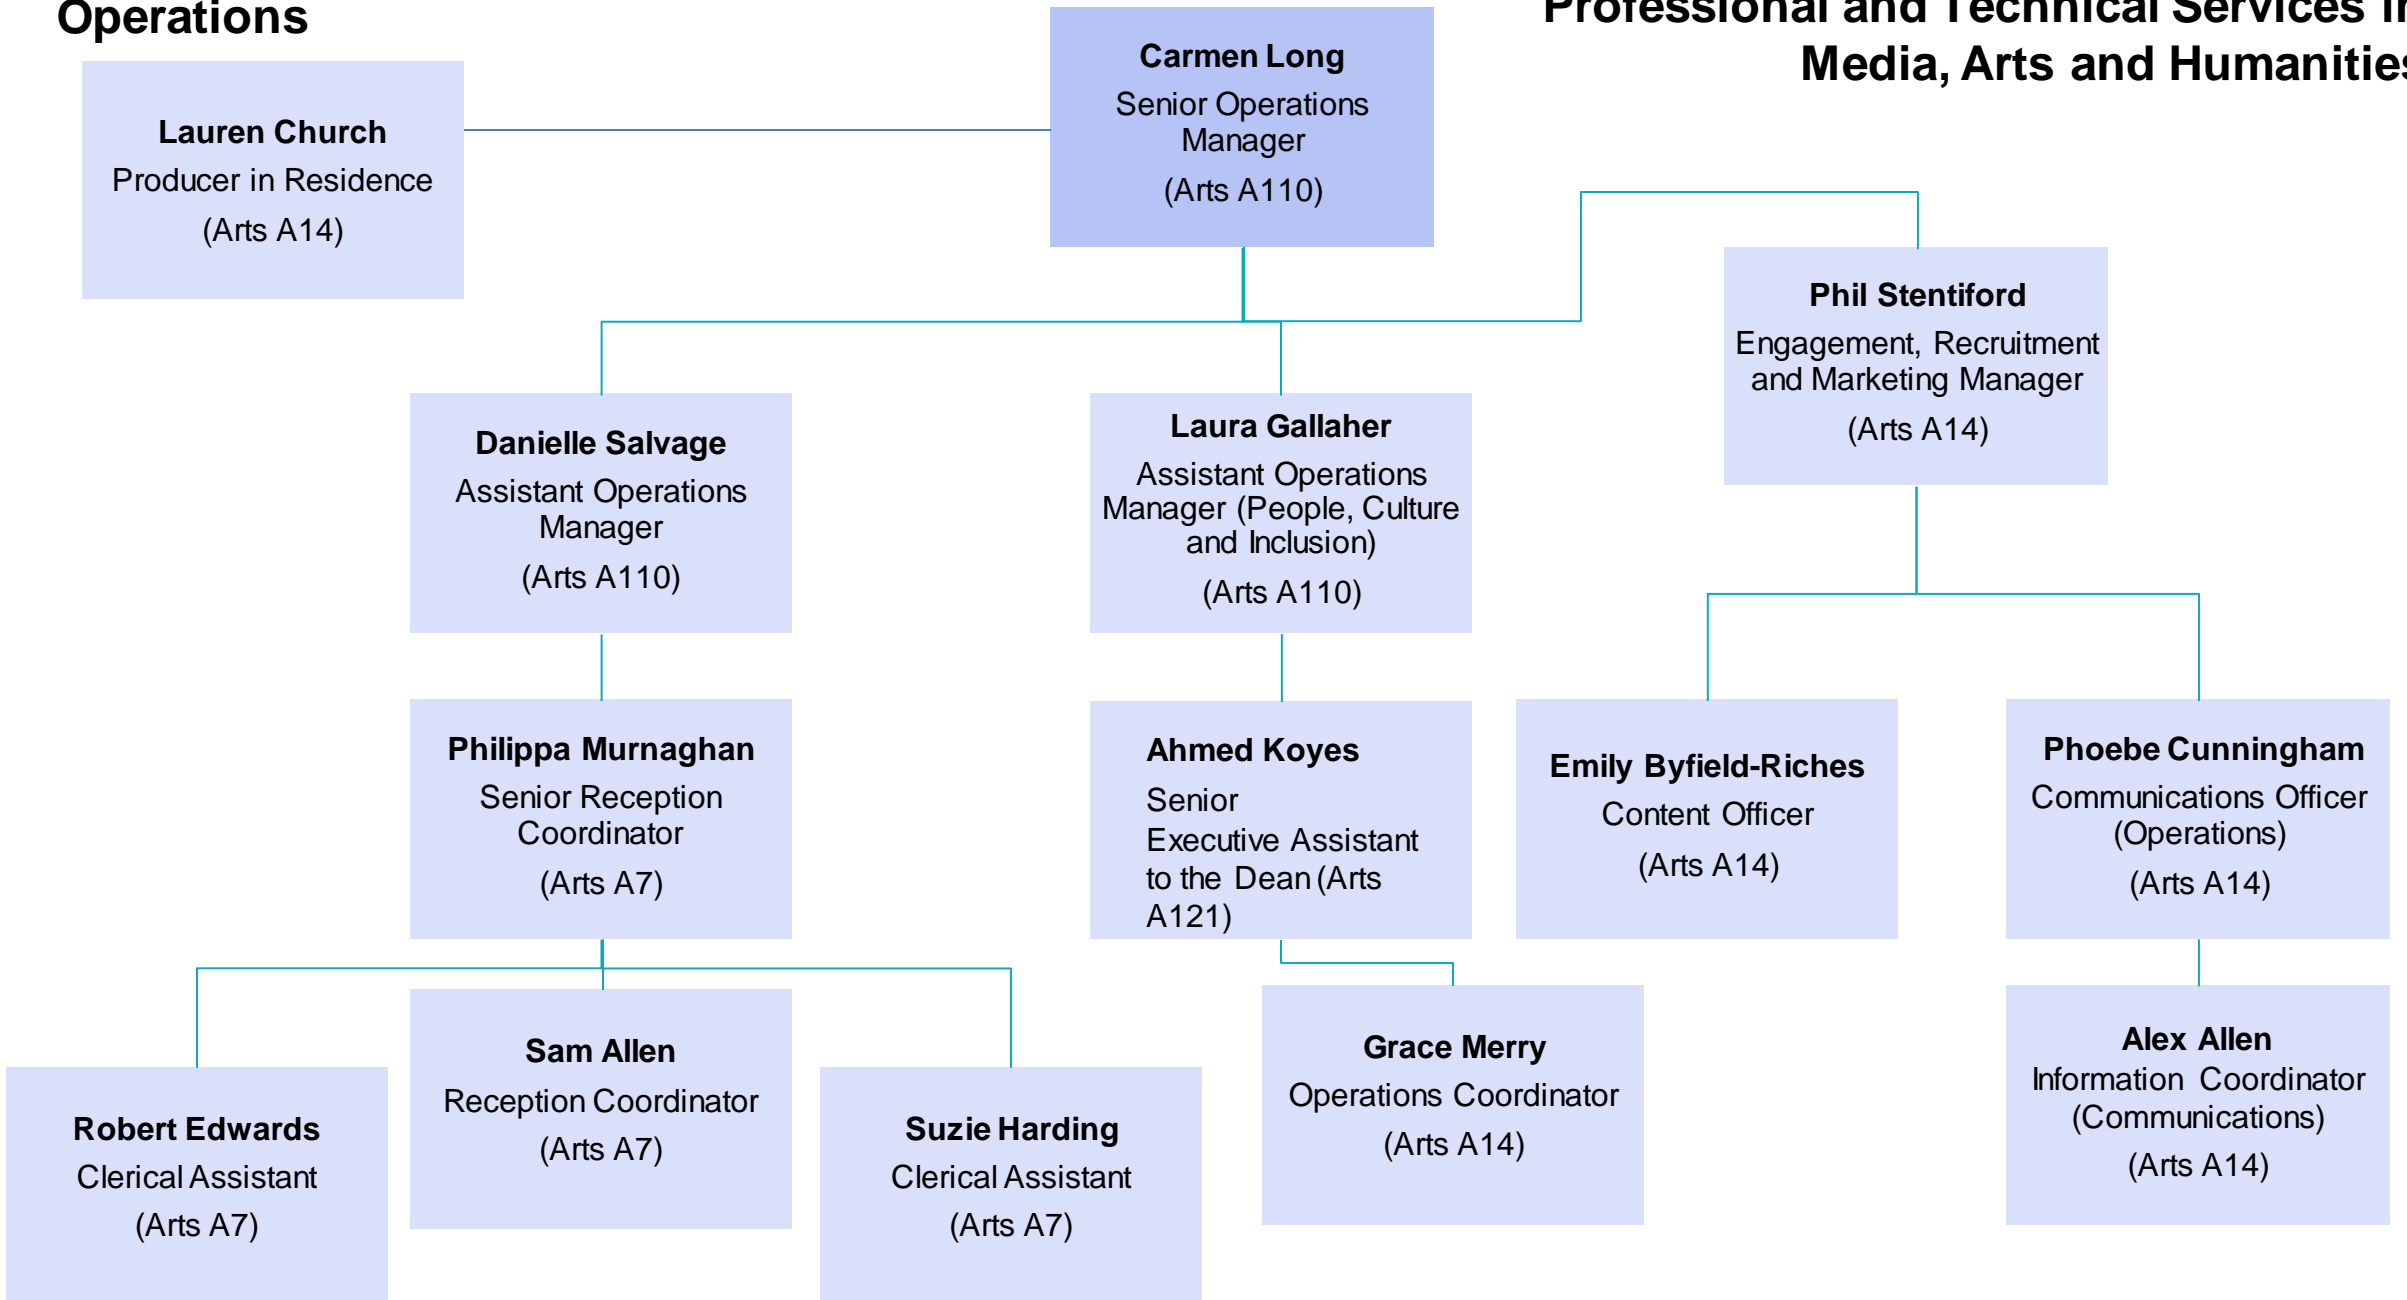 Operations
Professional and Technical Services in
Media, Arts and Humanities
Carmen Long
Senior Operations
Manager
(Arts A110)
Lauren Church
Producer in Residence
(Arts A14)
Phil Stentiford
Engagement, Recruitment
and Marketing Manager
(Arts A14)
Danielle Salvage
Assistant Operations
Manager
(Arts A110)
Laura Gallaher
Assistant Operations
Manager (People, Culture
and Inclusion)
(Arts A110)
Philippa Murnaghan
Senior Reception
Coordinator
(Arts A7)
Ahmed Koyes
Senior
Executive Assistant
to the Dean (Arts
A121)
Emily Byfield-Riches
Content Officer
(Arts A14)
Phoebe Cunningham
Communications Officer
(Operations)
(Arts A14)
Robert Edwards
Clerical Assistant
(Arts A7)
Sam Allen
Reception Coordinator
(Arts A7)
Suzie Harding
Clerical Assistant
(Arts A7)
Grace Merry
Operations Coordinator
(Arts A14)
Alex Allen
Information Coordinator
(Communications)
(Arts A14)